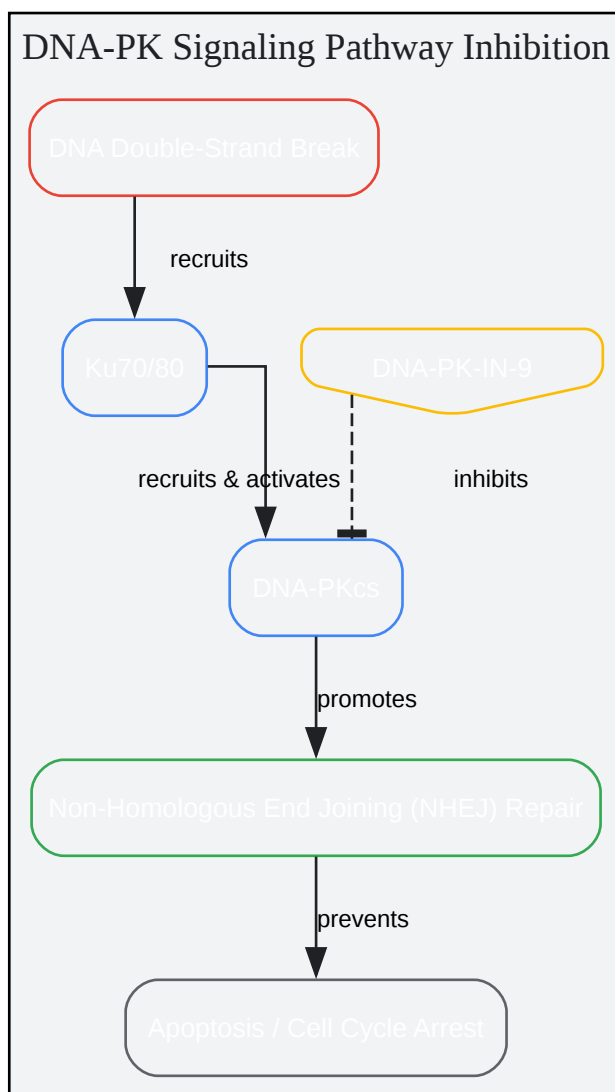 DNA-PK Signaling Pathway Inhibition
DNA Double-Strand Break
recruits
Ku70/80
DNA-PK-IN-9
recruits & activates
inhibits
DNA-PKcs
promotes
Non-Homologous End Joining (NHEJ) Repair
prevents
Apoptosis / Cell Cycle Arrest